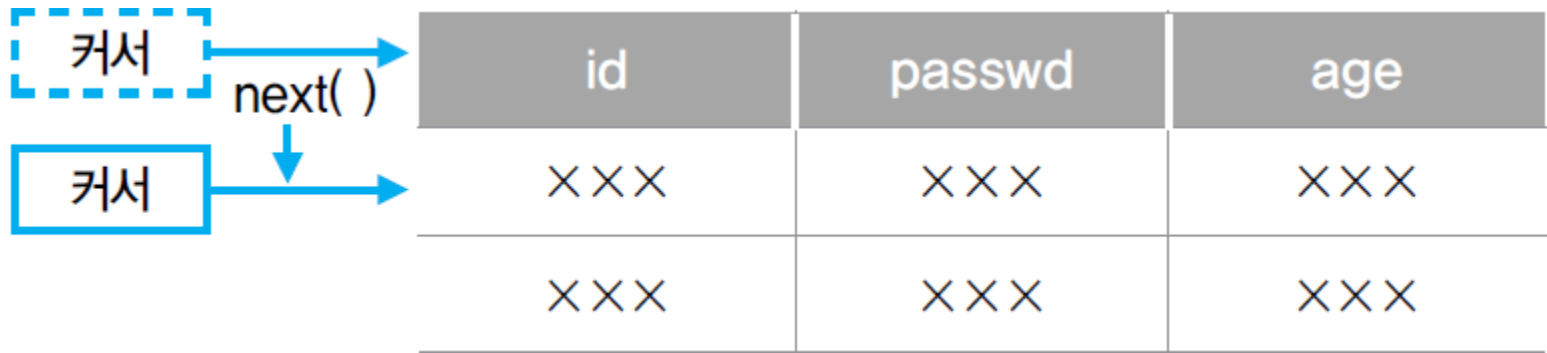 커서 id passwd age
next( )
커서 ××× ××× ×××
××× ××× ×××